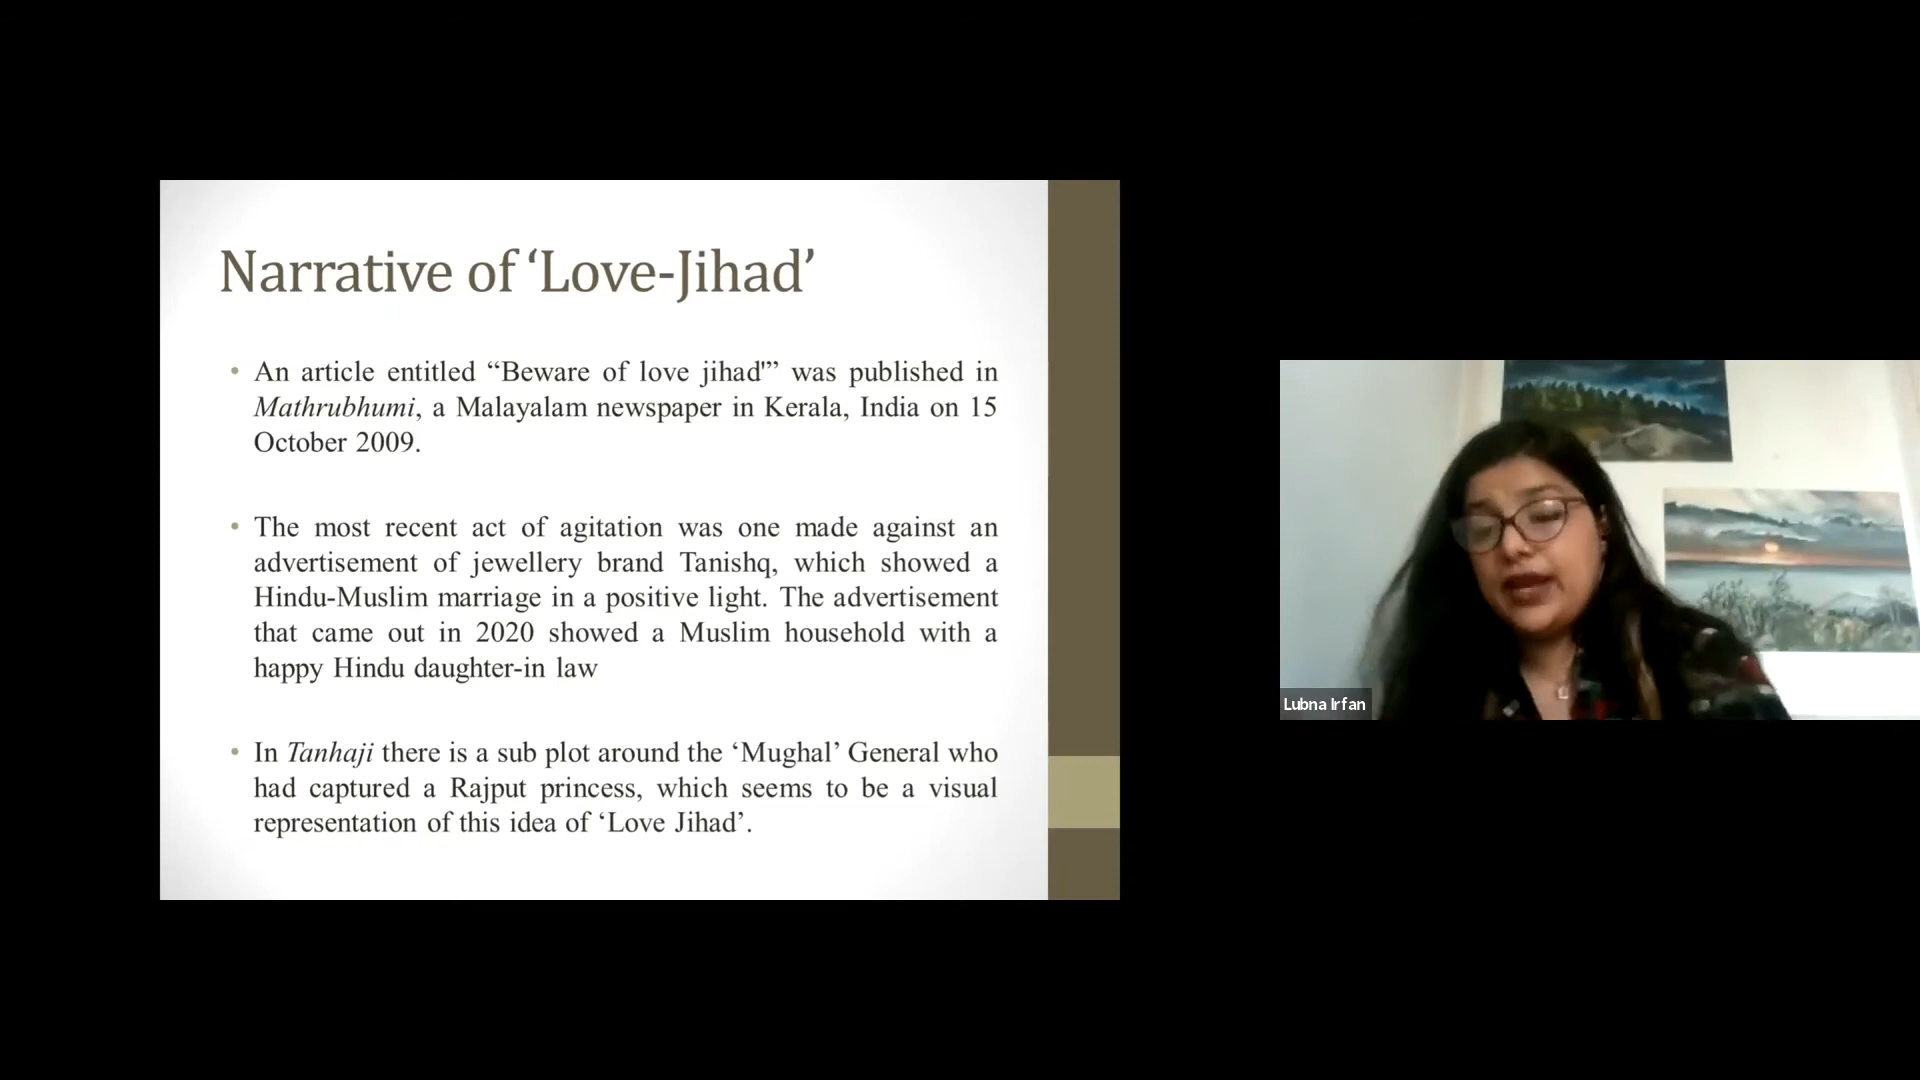 Narrative of ‘Love-Jihad’
• An article entitled “Beware of love jihad'” was published in
Mathrubhumi, a Malayalam newspaper in Kerala, India on 15
October 2009.
• The most recent act of agitation was one made against an
advertisement of jewellery brand Tanishq, which showed a
Hindu-Muslim marriage in a positive light. The advertisement
that came out in 2020 showed a Muslim household with a
happy Hindu daughter-in law
• In Tanhaji there is a sub plot around the ‘Mughal’ General who
had captured a Rajput princess, which seems to be a visual
representation of this idea of ‘Love Jihad’.
Lubna Irfan